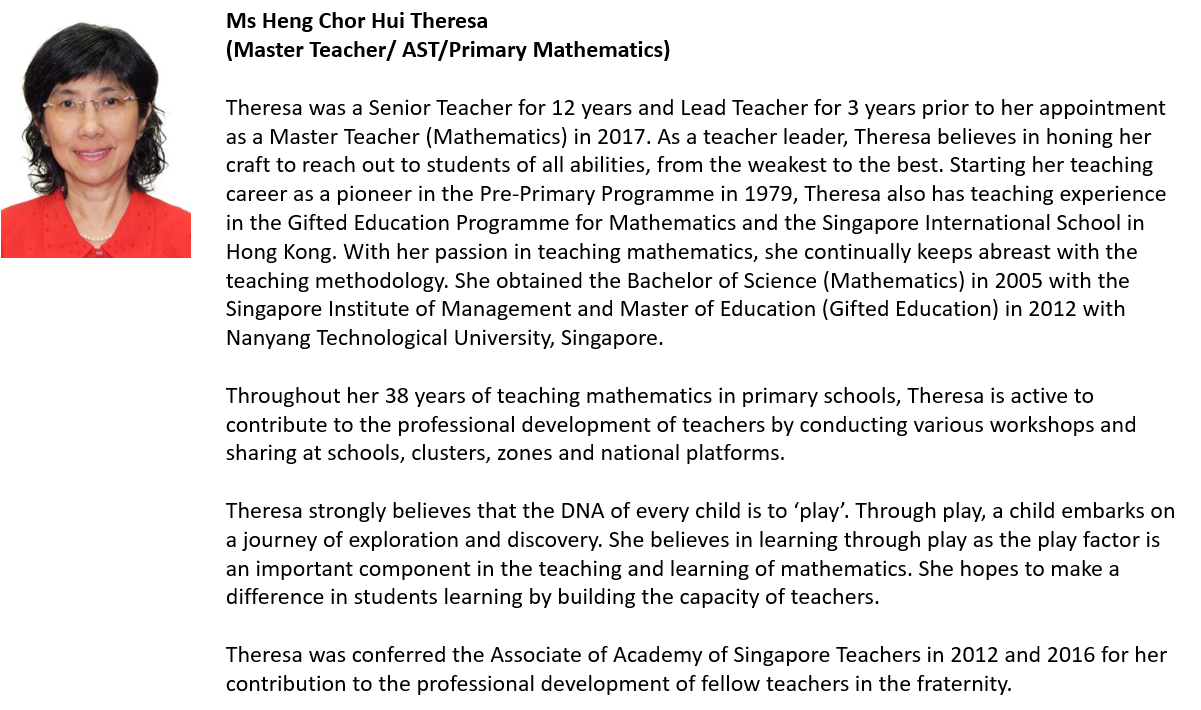 Ms Heng Chor Hui Theresa
(Master Teacher/ AST/Primary Mathematics)
Theresa was a Senior Teacher for 12 years and Lead Teacher for 3 years prior to her appointment
as a Master Teacher (Mathematics) in 2017. As a teacher leader, Theresa believes in honing her
craft to reach out to students of all abilities, from the weakest to the best. Starting her teaching
career as a pioneer in the Pre-Primary Programme in 1979, Theresa also has teaching experience
in the Gifted Education Programme for Mathematics and the Singapore International School in
Hong Kong. With her passion in teaching mathematics, she continually keeps abreast with the
teaching methodology. She obtained the Bachelor of Science (Mathematics) in 2005 with the
Singapore Institute of Management and Master of Education (Gifted Education) in 2012 with
Nanyang Technological University, Singapore.
Throughout her 38 years of teaching mathematics in primary schools, Theresa is active to
contribute to the professional development of teachers by conducting various workshops and
sharing at schools, clusters, zones and national platforms.
Theresa strongly believes that the DNA of every child is to ‘play’. Through play, a child embarks on
a journey of exploration and discovery. She believes in learning through play as the play factor is
an important component in the teaching and learning of mathematics. She hopes to make a
difference in students learning by building the capacity of teachers.
Theresa was conferred the Associate of Academy of Singapore Teachers in 2012 and 2016 for her
contribution to the professional development of fellow teachers in the fraternity.